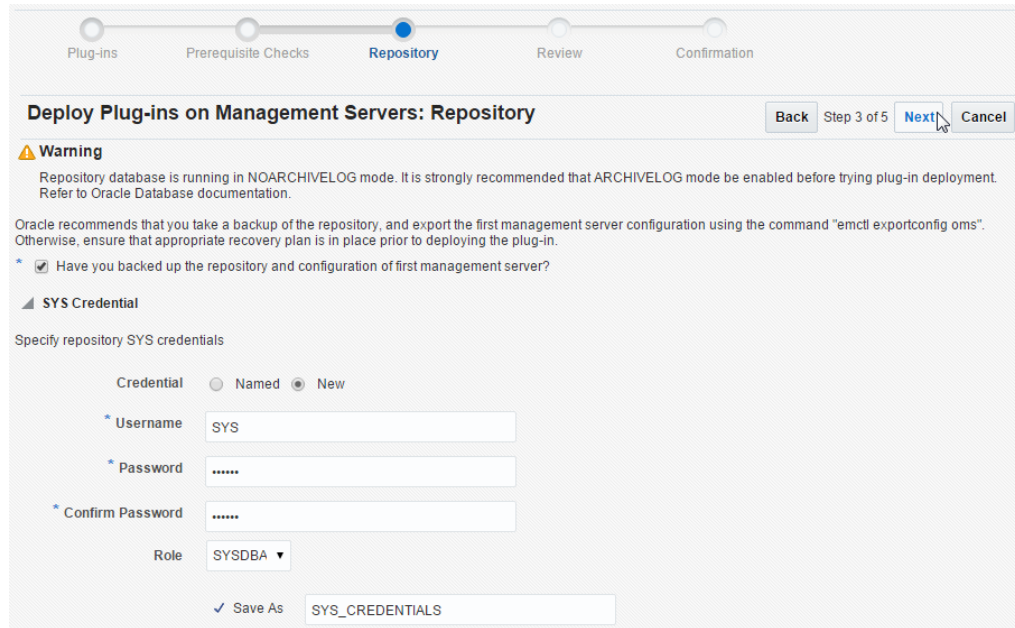 Plug-ins Prerequisite Checks Repository Review Confirmation
Deploy Plug-ins on Management Servers: Repository Back Step 3 of 5 Next Cancel
Warning
Repository database is running in NOARCHIVELOG mode. It is strongly recommended that ARCHIVELOG mode be enabled before trying plug-in deployment.
Refer to Oracle Database documentation.
Oracle recommends that you take a backup of the repository, and export the first management server configuration using the command "emctl exportconfig oms".
Otherwise, ensure that appropriate recovery plan is in place prior to deploying the plug-in.
* Have you backed up the repository and configuration of first management server?
SYS Credential
Specify repository SYS credentials
Credential Named New
* Username SYS
* Password ••••••
* Confirm Password ••••••
Role SYSDBA
Save As SYS_CREDENTIALS